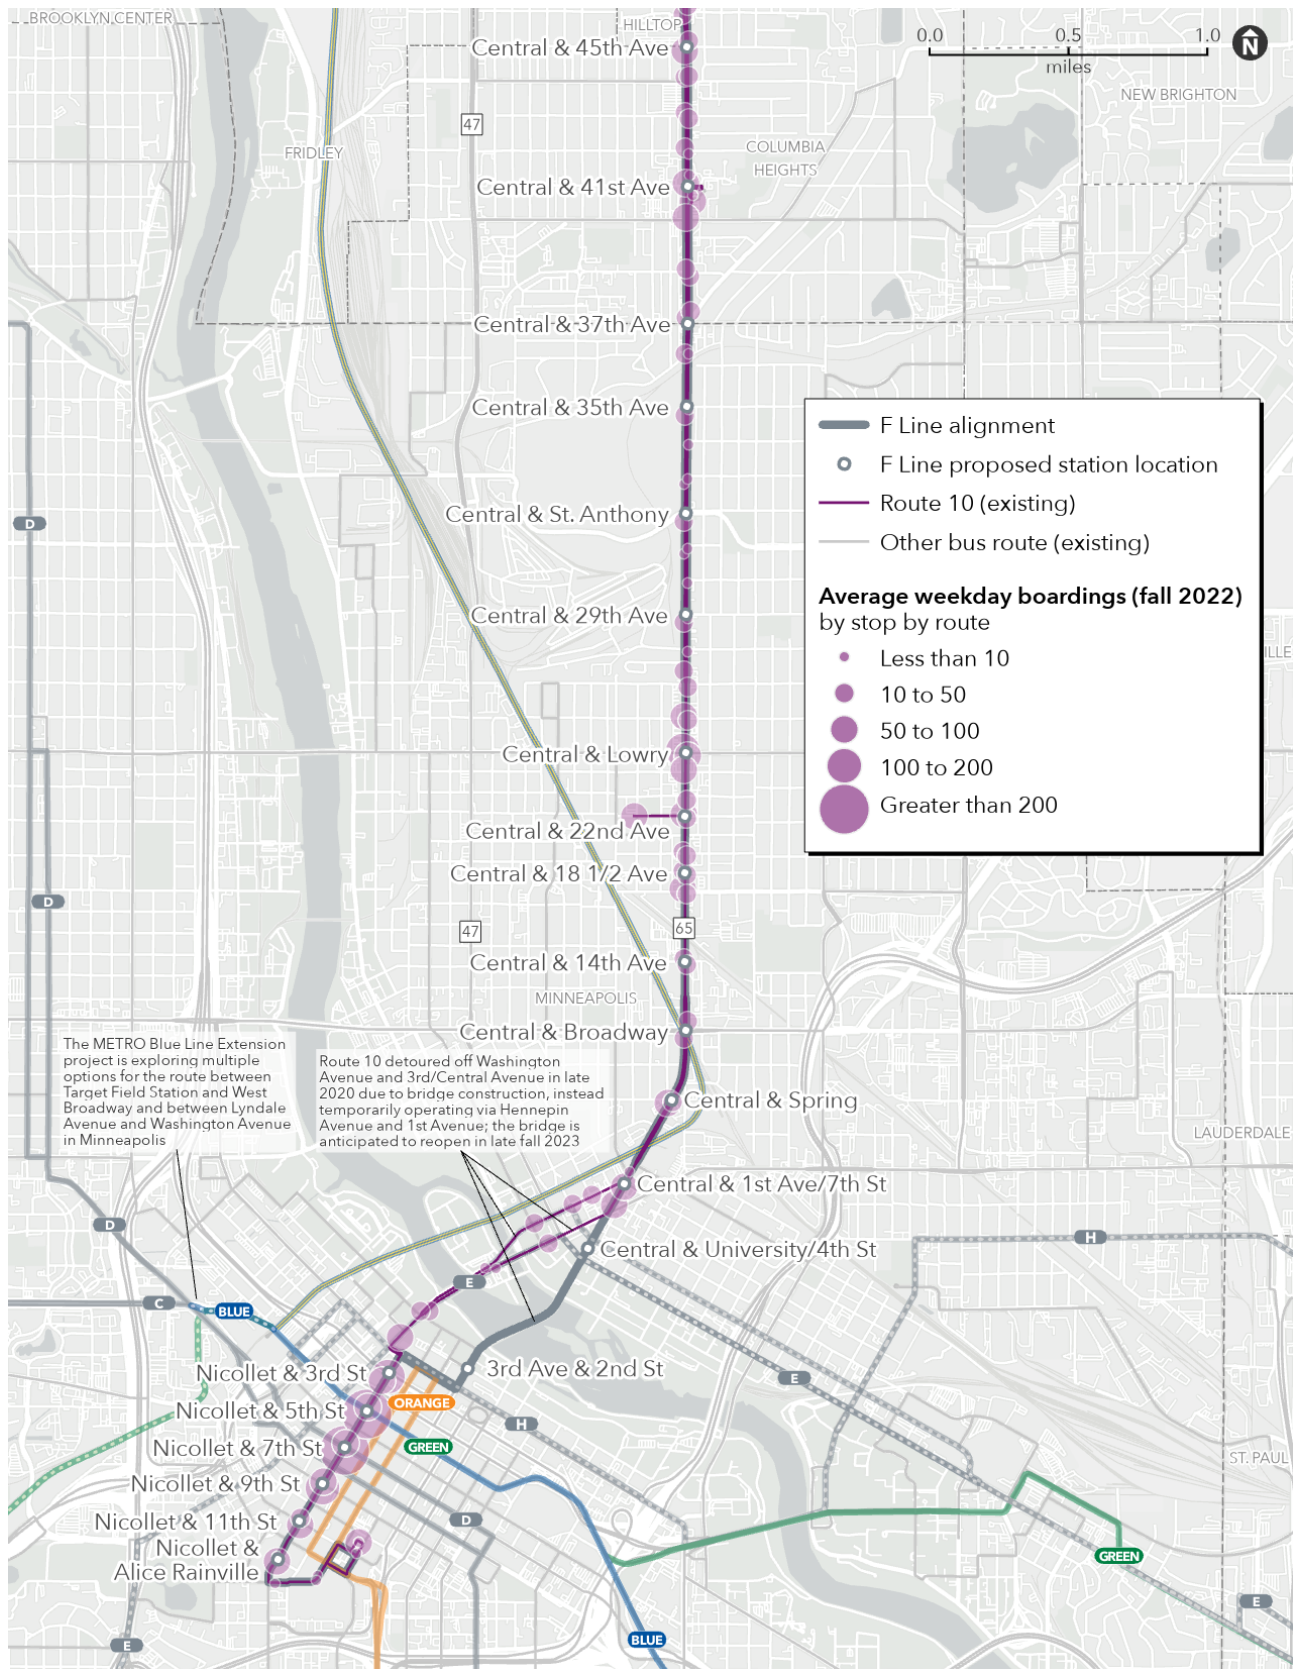 BROOKLYN CENTER
HILLTOP
Central & 45th Ave
0.0 0.5 1.0
miles
N
NEW BRIGHTON
47
FRIDLEY
COLUMBIA
HEIGHTS
Central & 41st Ave
Central & 37th Ave
Central & 35th Ave
Central & St. Anthony
D
Central & 29th Ave
F Line alignment
F Line proposed station location
Route 10 (existing)
Other bus route (existing)
Average weekday boardings (fall 2022)
by stop by route
Less than 10
10 to 50
50 to 100
100 to 200
Greater than 200
ILLE
Central & Lowry
Central & 22nd Ave
Central & 18 1/2 Ave
D
47
65
Central & 14th Ave
MINNEAPOLIS
Central & Broadway
The METRO Blue Line Extension
project is exploring multiple
options for the route between
Target Field Station and West
Broadway and between Lyndale
Avenue and Washington Avenue
in Minneapolis
Route 10 detoured off Washington
Avenue and 3rd/Central Avenue in late
2020 due to bridge construction, instead
temporarily operating via Hennepin
Avenue and 1st Avenue; the bridge is
anticipated to reopen in late fall 2023
Central & Spring
LAUDERDALE
Central & 1st Ave/7th St
D
H
Central & University/4th St
E
C
BLUE
Nicollet & 3rd St
3rd Ave & 2nd St
E
ORANGE
Nicollet & 5th St
H
Nicollet & 7th St
GREEN
ST. PAUL
Nicollet & 9th St
Nicollet & 11th St
D
Nicollet &
Alice Rainville
GREEN
E
E
BLUE